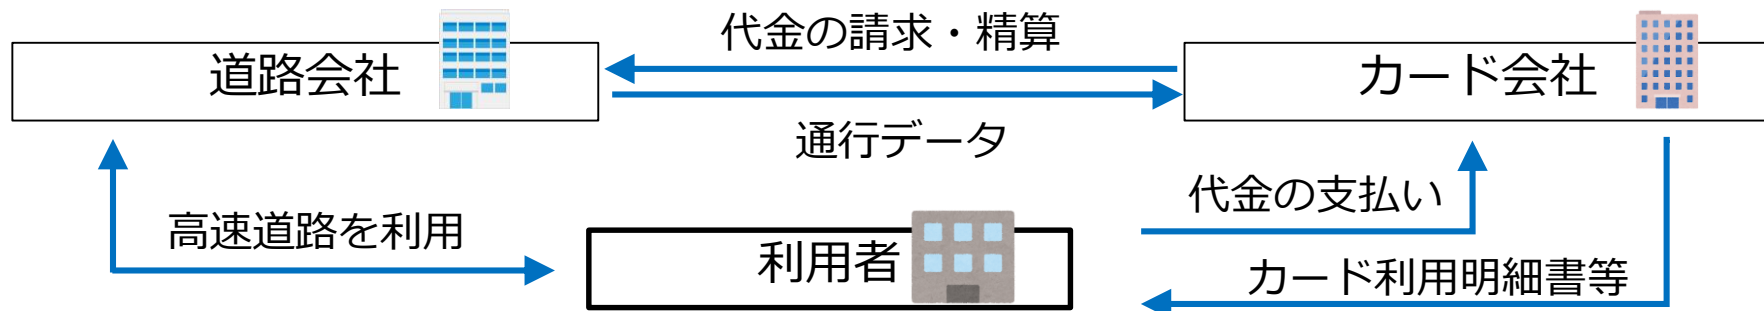 代金の請求・精算
道路会社
カード会社
通行データ
代金の支払い
高速道路を利用
利用者
カード利用明細書等